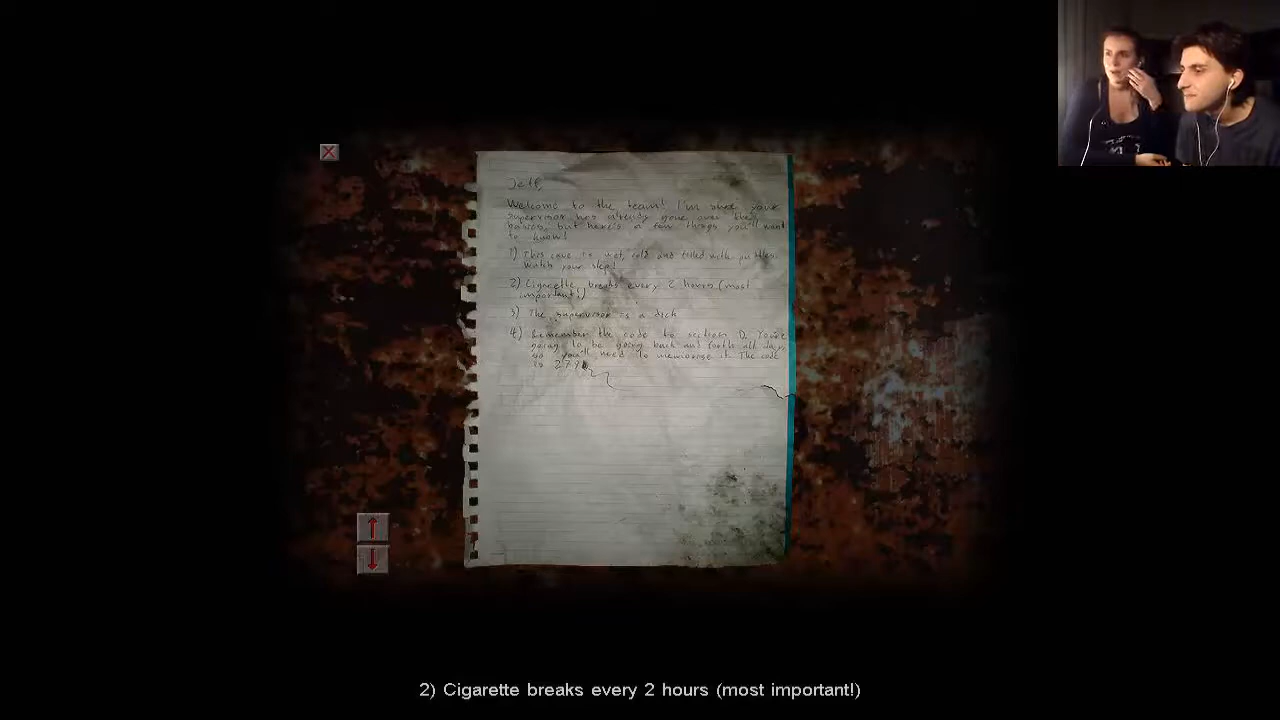 Jeff,
Welcome to the team! I'm sure your
supervisor has already gone over the
basics, but here's a few things you'll want
to know!
1) This cave is wet, cold and filled with puddles.
Watch your step!
2) Cigarette breaks every 2 hours (most
important!)
3) The supervisor is a dick
4) Remember the code to section D. You're
going to be going back and forth all day,
so you'll need to memorise it. The code
is 279
2) Cigarette breaks every 2 hours (most important!)